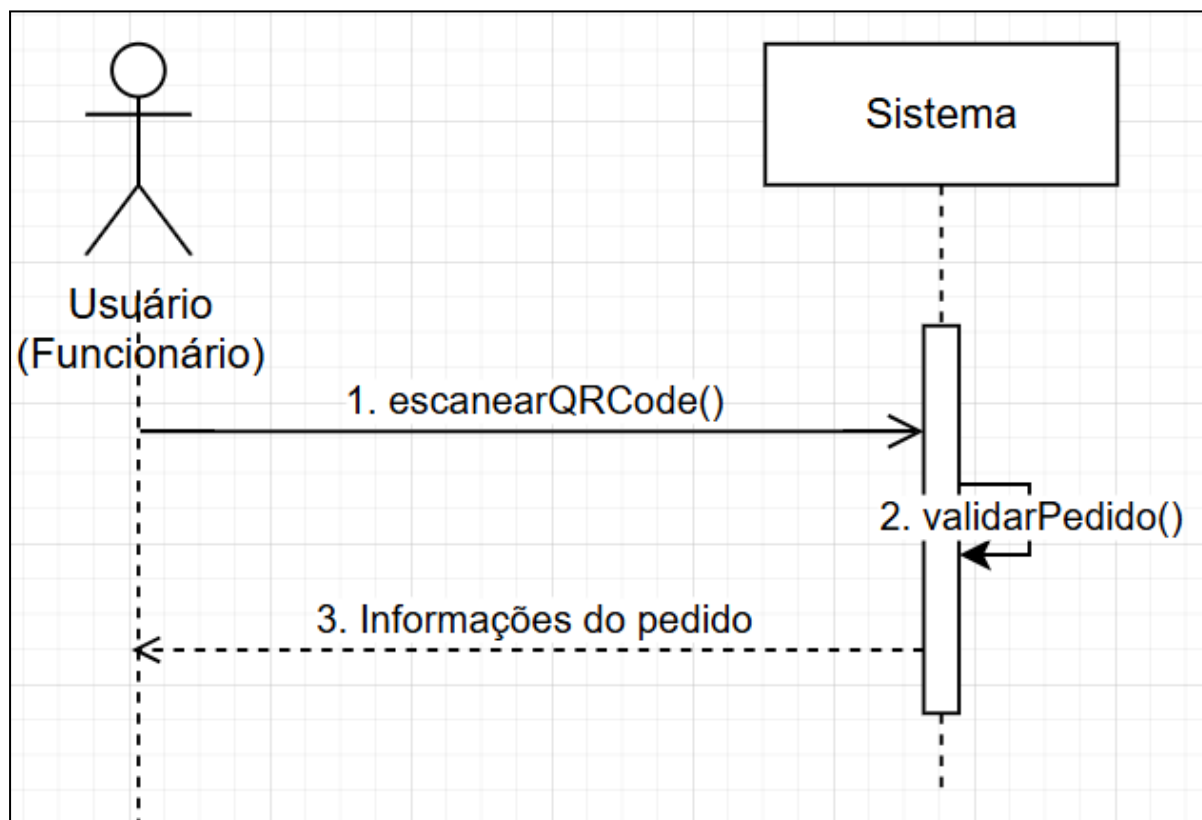 Sistema
Usuário
(Funcionário)
1. escanearQRCode()
2. validarPedido()
3. Informações do pedido